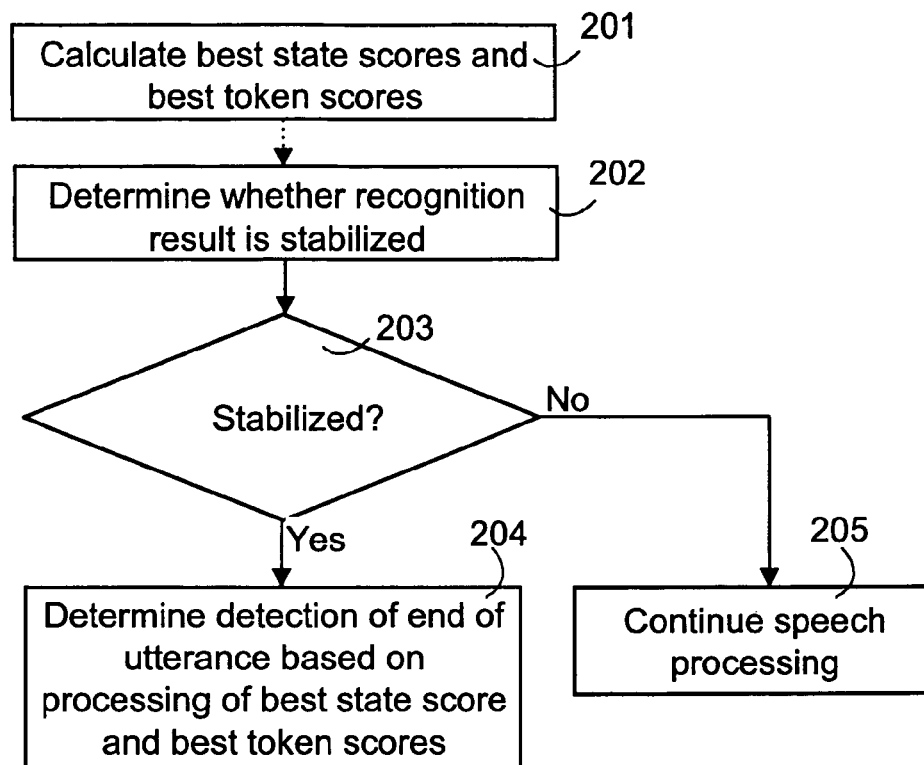 201
Calculate best state scores and
best token scores
202
Determine whether recognition
result is stabilized
203
Stabilized?
No
Yes
204
Determine detection of end of
utterance based on
processing of best state score
and best token scores
205
Continue speech
processing